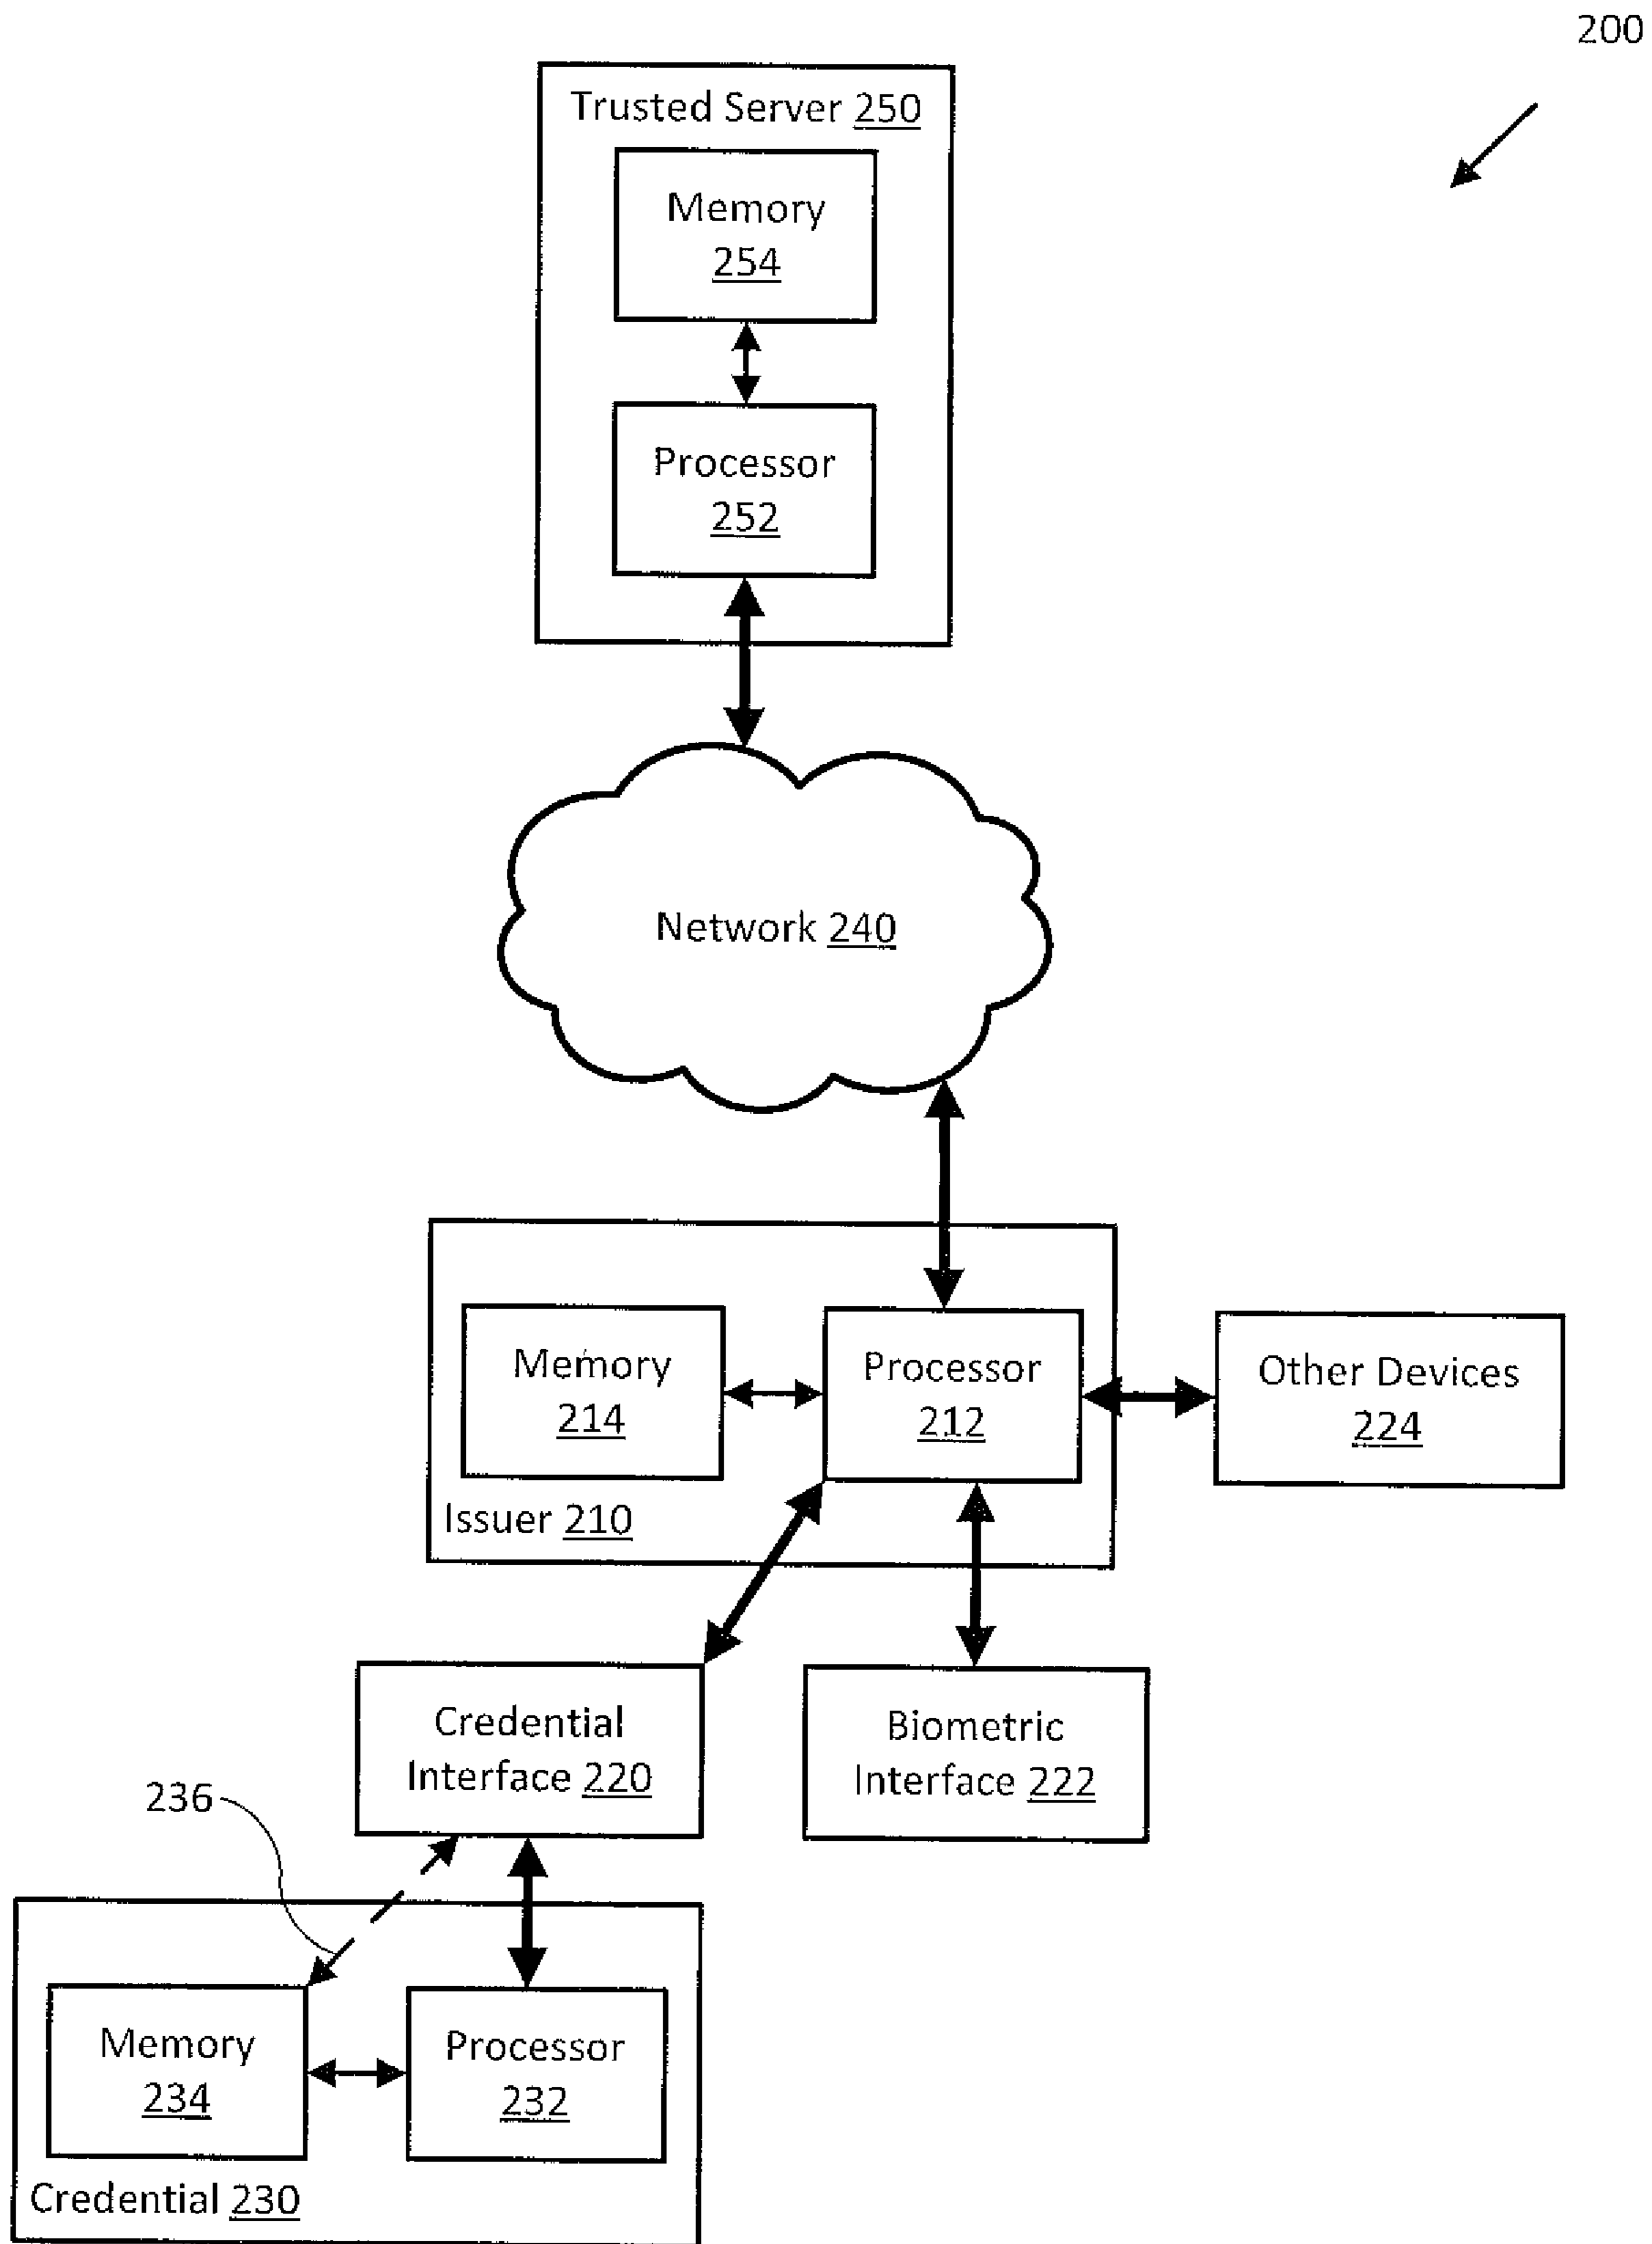 200
Trusted Server 250
Memory
254
Processor
252
Network 240
Memory
214
Processor
212
Other Devices
224
Issuer 210
Credential
Interface 220
Biometric
Interface 222
236
Memory
234
Processor
232
Credential 230